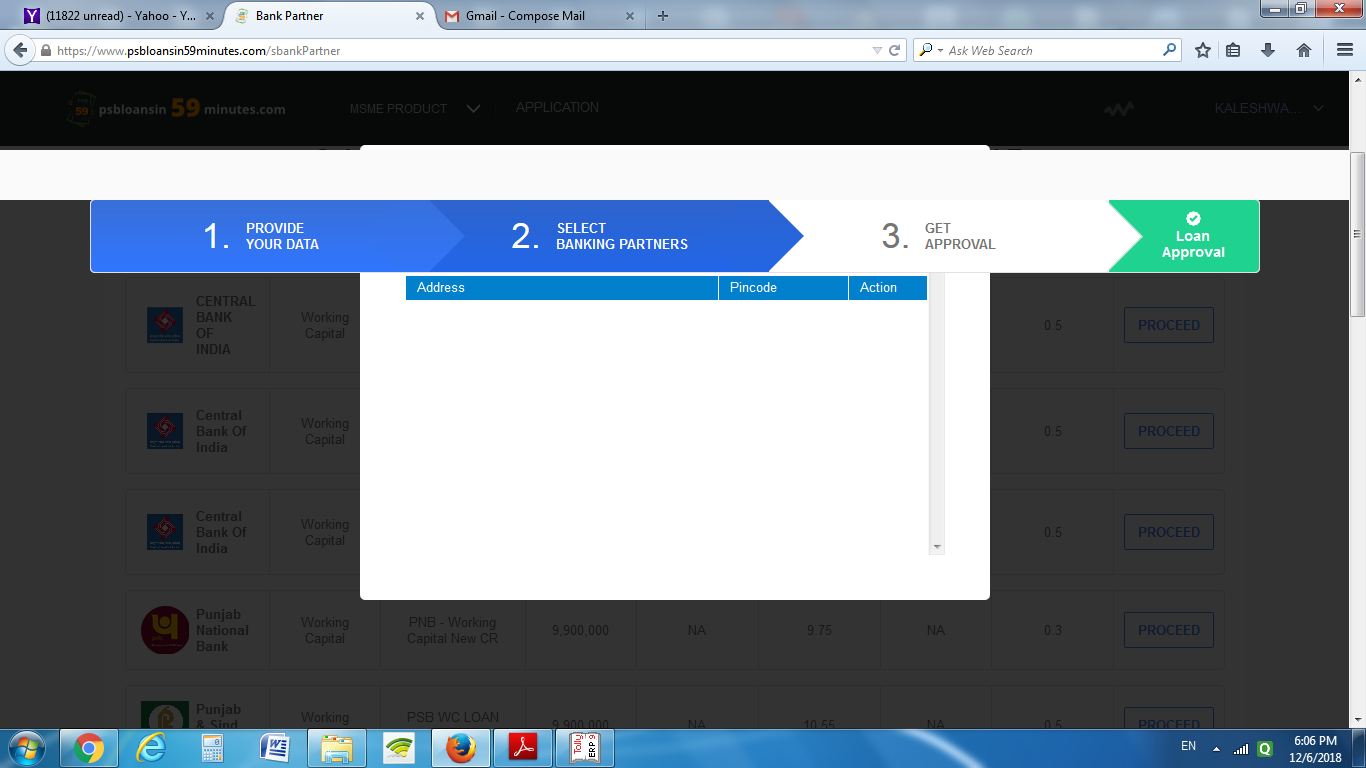 (11822 unread) - Yahoo - Y... Bank Partner Gmail - Compose Mail
https://www.psbloansin59minutes.com/sbankPartner Ask Web Search
psbloansin 59 minutes.com MSME PRODUCT APPLICATION KALESHWA...
1. PROVIDE YOUR DATA
2. SELECT BANKING PARTNERS
3. GET APPROVAL
Loan Approval
Address Pincode Action
CENTRAL BANK OF INDIA Working Capital 0.5 PROCEED
Central Bank Of India Working Capital 0.5 PROCEED
Central Bank Of India Working Capital 0.5 PROCEED
Punjab National Bank Working Capital PNB - Working Capital New CR 9,900,000 NA 9.75 NA 0.3 PROCEED
Punjab & Sind Working PSB WC LOAN 9,900,000 NA 10.55 NA 0.5 PROCEED
EN 6:06 PM
12/6/2018